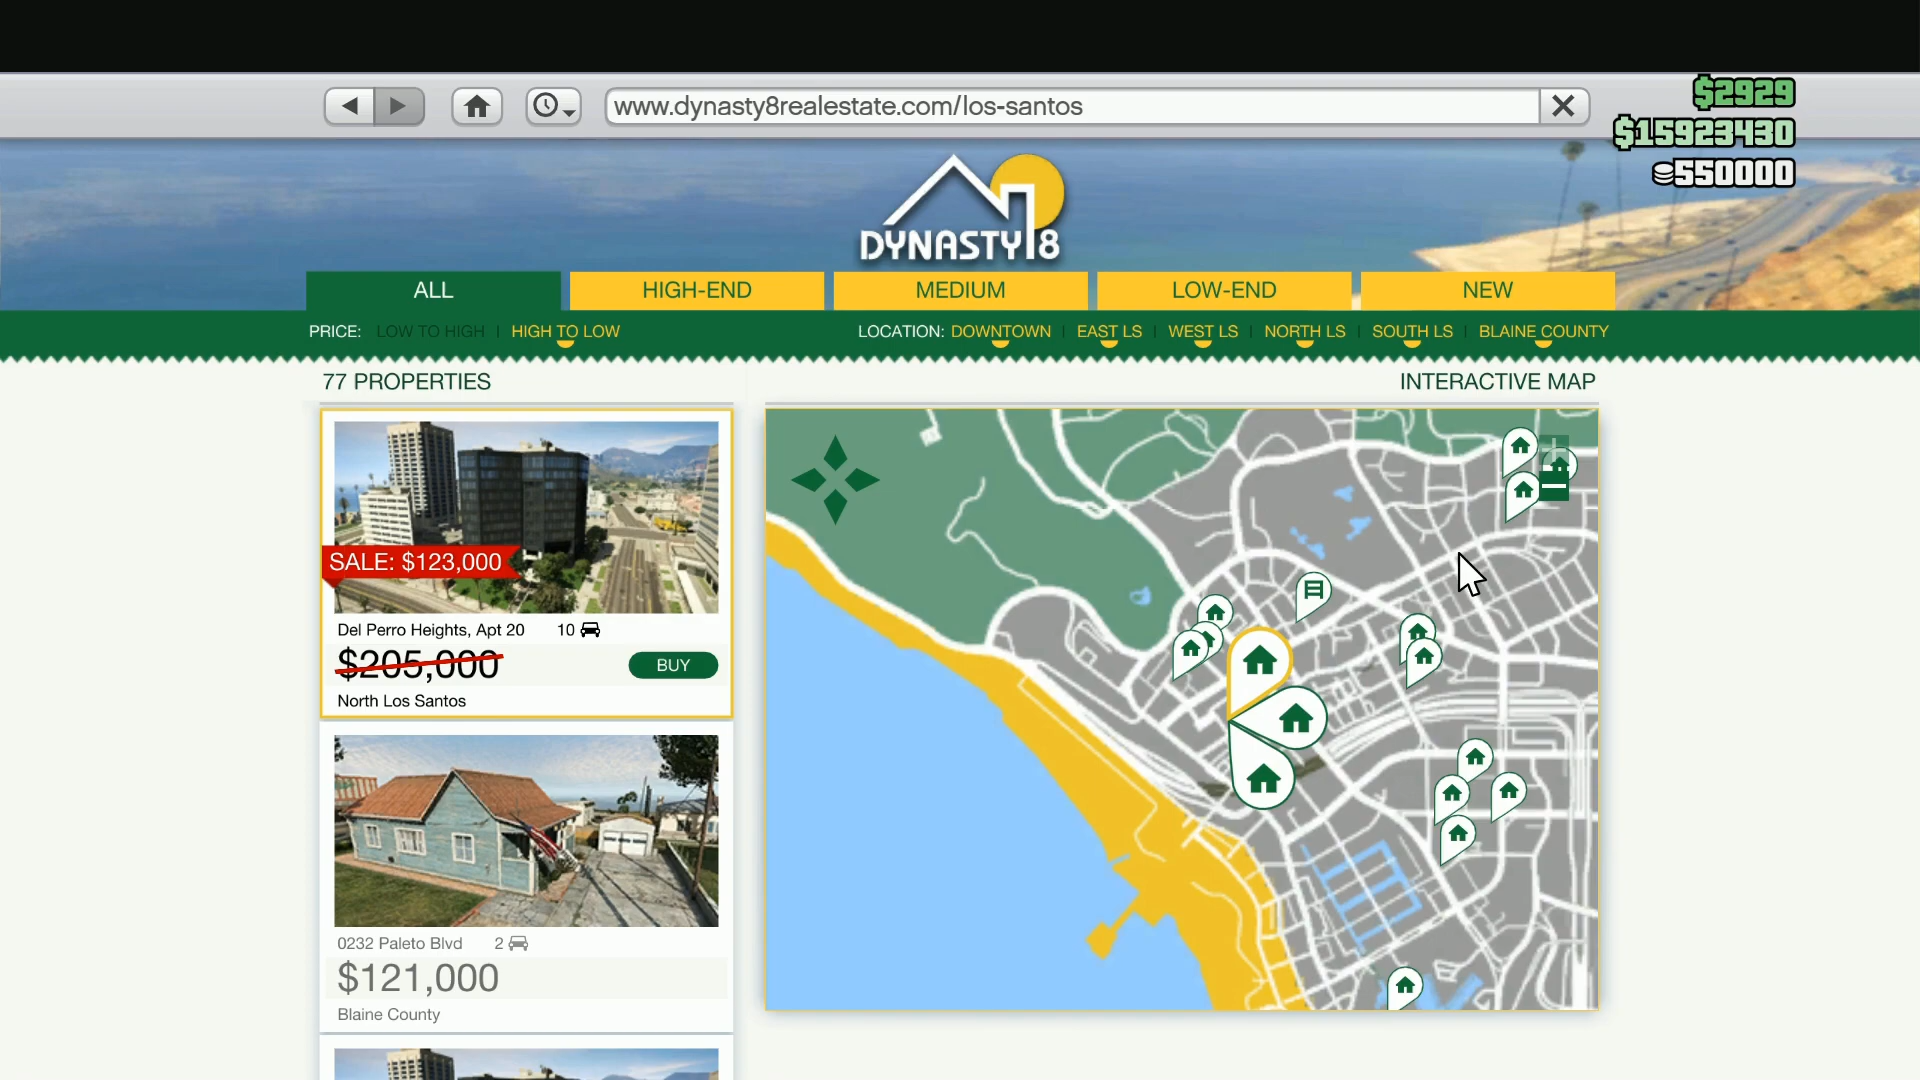 www.dynasty8realestate.com/los-santos
$2929
$15923430
550000
DYNASTY 8
ALL
HIGH-END
MEDIUM
LOW-END
NEW
PRICE: LOW TO HIGH | HIGH TO LOW
LOCATION: DOWNTOWN | EAST LS | WEST LS | NORTH LS | SOUTH LS | BLAINE COUNTY
77 PROPERTIES
INTERACTIVE MAP
SALE: $123,000
Del Perro Heights, Apt 20 10
$205,000
BUY
North Los Santos
0232 Paleto Blvd 2
$121,000
Blaine County